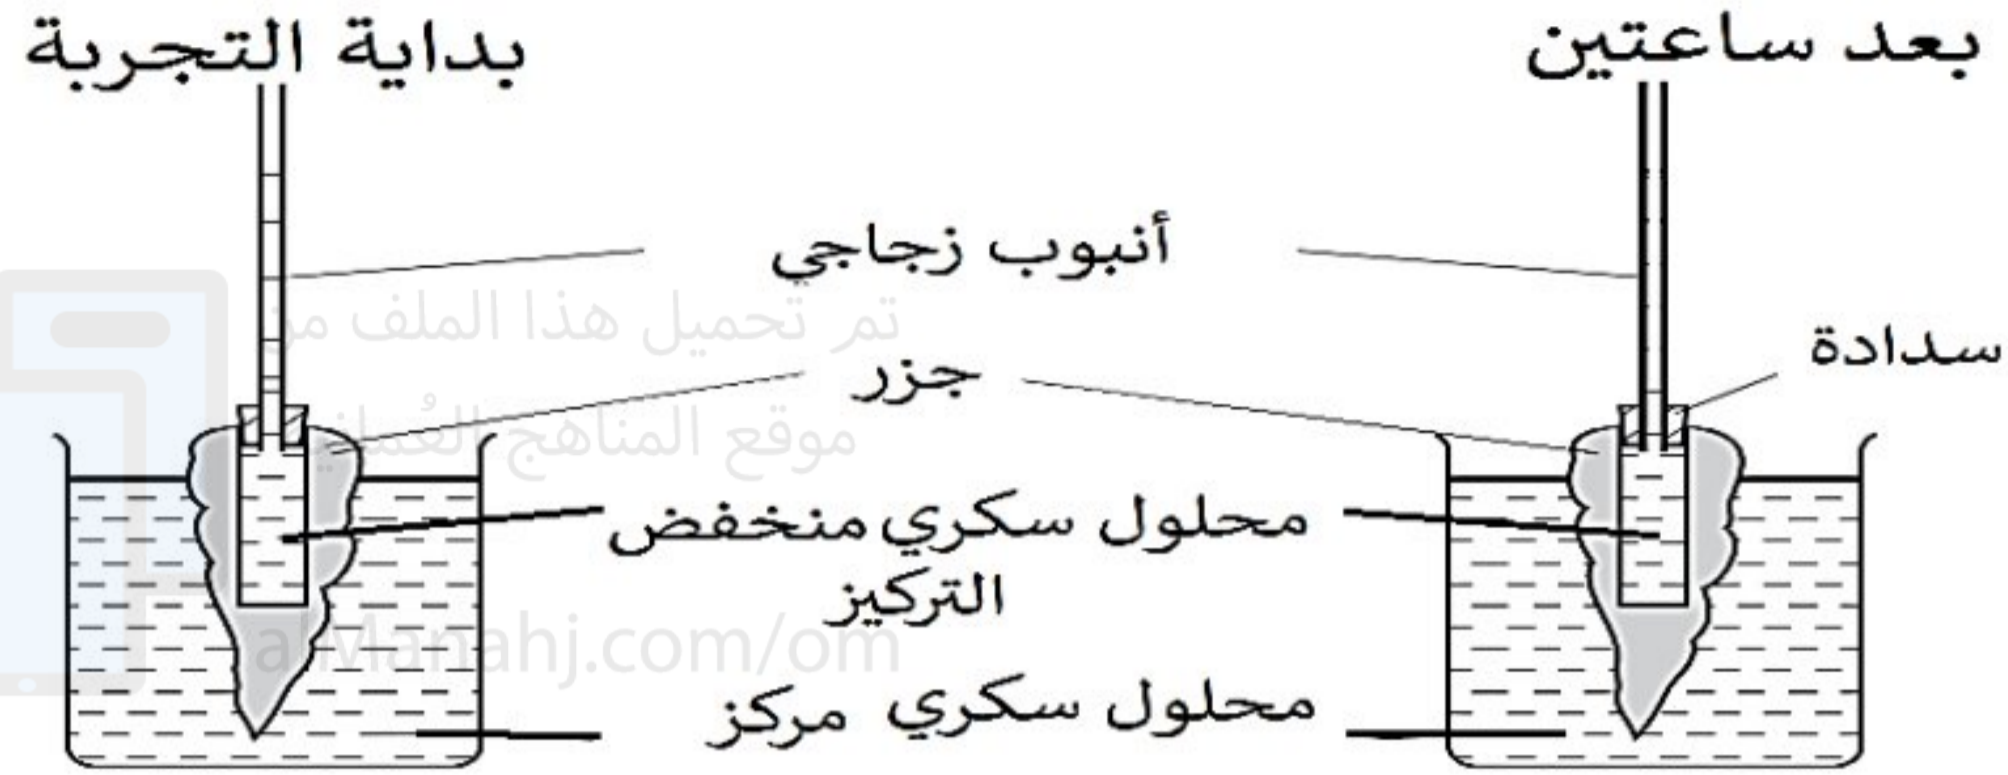 بداية التجربة
بعد ساعتين
أنبوب زجاجي
تم تحميل هذا الملف من
سدادة
جزر
موقع المناهج العُمانية
محلول سكري منخفض
التركيز
alManahj.com/om
محلول سكري مركز